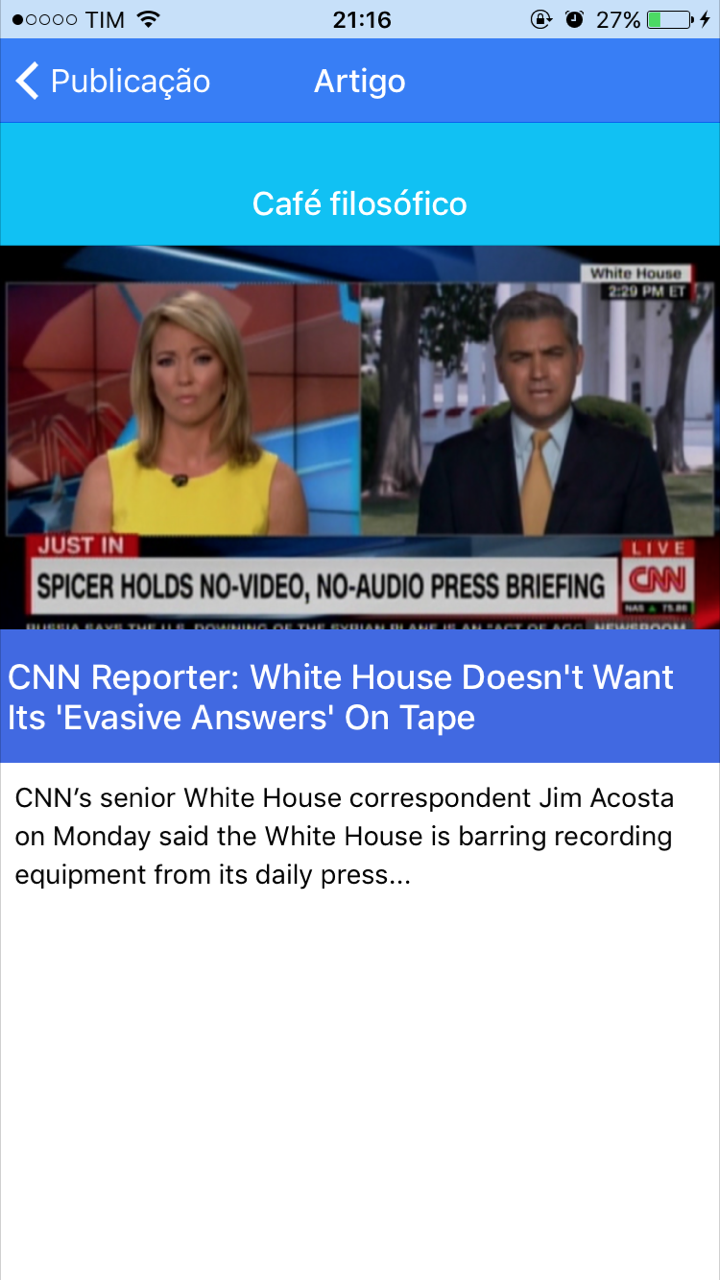 TIM 21:16 27%
Publicação Artigo
Café filosófico
White House
2:29 PM ET
CNN
JUST IN
LIVE
SPICER HOLDS NO-VIDEO, NO-AUDIO PRESS BRIEFING
CNN
NAS 75.86
RUSSIA SAYS THE U.S. DOWNING OF THE SYRIAN PLANE IS AN "ACT OF AGG NEWSROOM
CNN Reporter: White House Doesn't Want
Its 'Evasive Answers' On Tape
CNN’s senior White House correspondent Jim Acosta
on Monday said the White House is barring recording
equipment from its daily press...